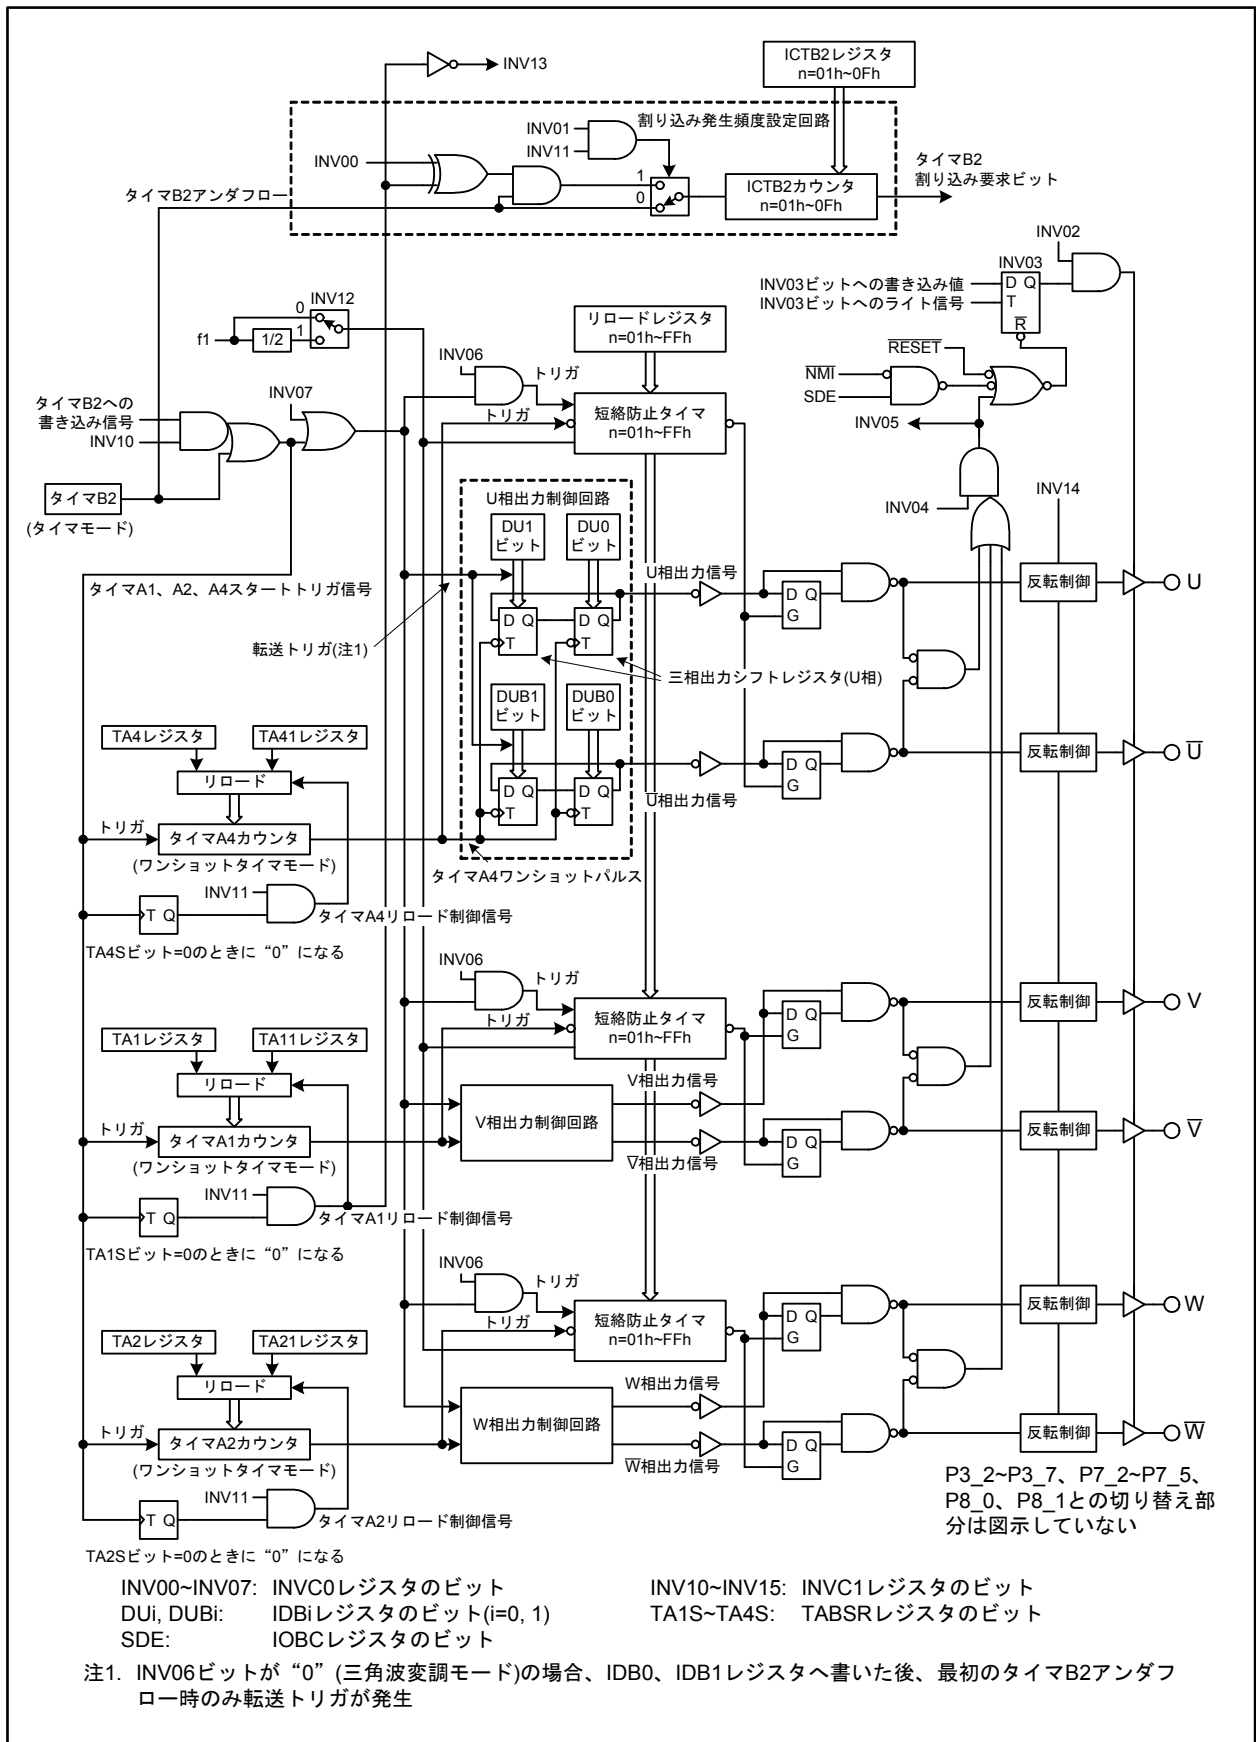 INV13
ICTB2レジスタ
n=01h~0Fh
割り込み発生頻度設定回路
INV01
INV11
INV00
タイマB2アンダフロー
1
0
ICTB2カウンタ
n=01h~0Fh
タイマB2
割り込み要求ビット
INV02
INV03
INV03ビットへの書き込み値
INV03ビットへのライト信号
D Q
T
R
INV12
0
1
f1
1/2
リロードレジスタ
n=01h~FFh
RESET
NMI
SDE
INV05
INV06
トリガ
トリガ
短絡防止タイマ
n=01h~FFh
INV07
タイマB2への
書き込み信号
INV10
タイマB2
(タイマモード)
INV04
INV14
U相出力制御回路
DU1
ビット
DU0
ビット
タイマA1、A2、A4スタートトリガ信号
U相出力信号
D Q
T
D Q
T
D Q
G
反転制御
U
転送トリガ(注1)
三相出力シフトレジスタ(U相)
DUB1
ビット
DUB0
ビット
TA4レジスタ
TA41レジスタ
リロード
D Q
T
D Q
T
U相出力信号
D Q
G
反転制御
U
トリガ
タイマA4カウンタ
(ワンショットタイマモード)
タイマA4ワンショットパルス
INV11
T Q
タイマA4リロード制御信号
TA4Sビット=0のときに“0”になる
INV06
トリガ
トリガ
短絡防止タイマ
n=01h~FFh
D Q
G
反転制御
V
TA1レジスタ
TA11レジスタ
リロード
V相出力信号
トリガ
タイマA1カウンタ
(ワンショットタイマモード)
V相出力制御回路
V相出力信号
D Q
G
反転制御
V
INV11
T Q
タイマA1リロード制御信号
TA1Sビット=0のときに“0”になる
INV06
トリガ
トリガ
短絡防止タイマ
n=01h~FFh
D Q
G
反転制御
W
TA2レジスタ
TA21レジスタ
リロード
W相出力信号
トリガ
タイマA2カウンタ
(ワンショットタイマモード)
W相出力制御回路
W相出力信号
D Q
G
反転制御
W
INV11
T Q
タイマA2リロード制御信号
TA2Sビット=0のときに“0”になる
P3_2~P3_7、P7_2~P7_5、
P8_0、P8_1との切り替え部
分は図示していない
INV00~INV07: INVC0レジスタのビット
INV10~INV15: INVC1レジスタのビット
DUi, DUBi: IDBiレジスタのビット(i=0, 1)
TA1S~TA4S: TABSRレジスタのビット
SDE: IOBCレジスタのビット
注1. INV06ビットが“0”(三角波変調モード)の場合、IDB0、IDB1レジスタへ書いた後、最初のタイマB2アンダフ
ロー時のみ転送トリガが発生